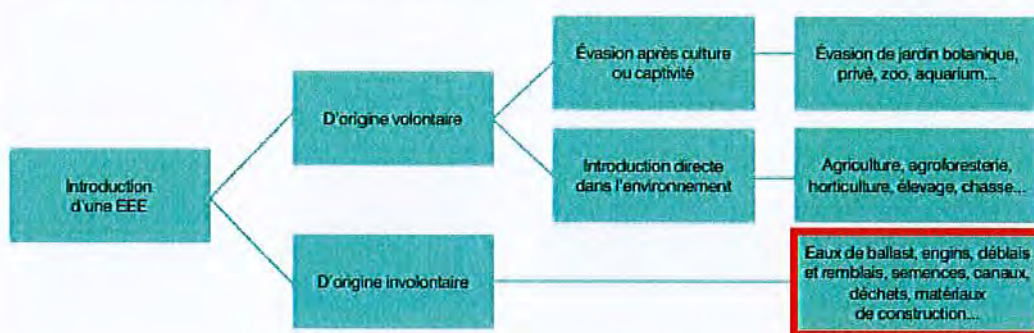 Introduction
d'une EEE
D'origine volontaire
Évasion après culture
ou captivité
Évasion de jardin botanique,
privé, zoo, aquarium...
Introduction directe
dans l'environnement
Agriculture, agroforesterie,
horticulture, élevage, chasse...
D'origine involontaire
Eaux de ballast, engins, déblais
et remblais, semences, canaux,
déchets, matériaux
de construction...